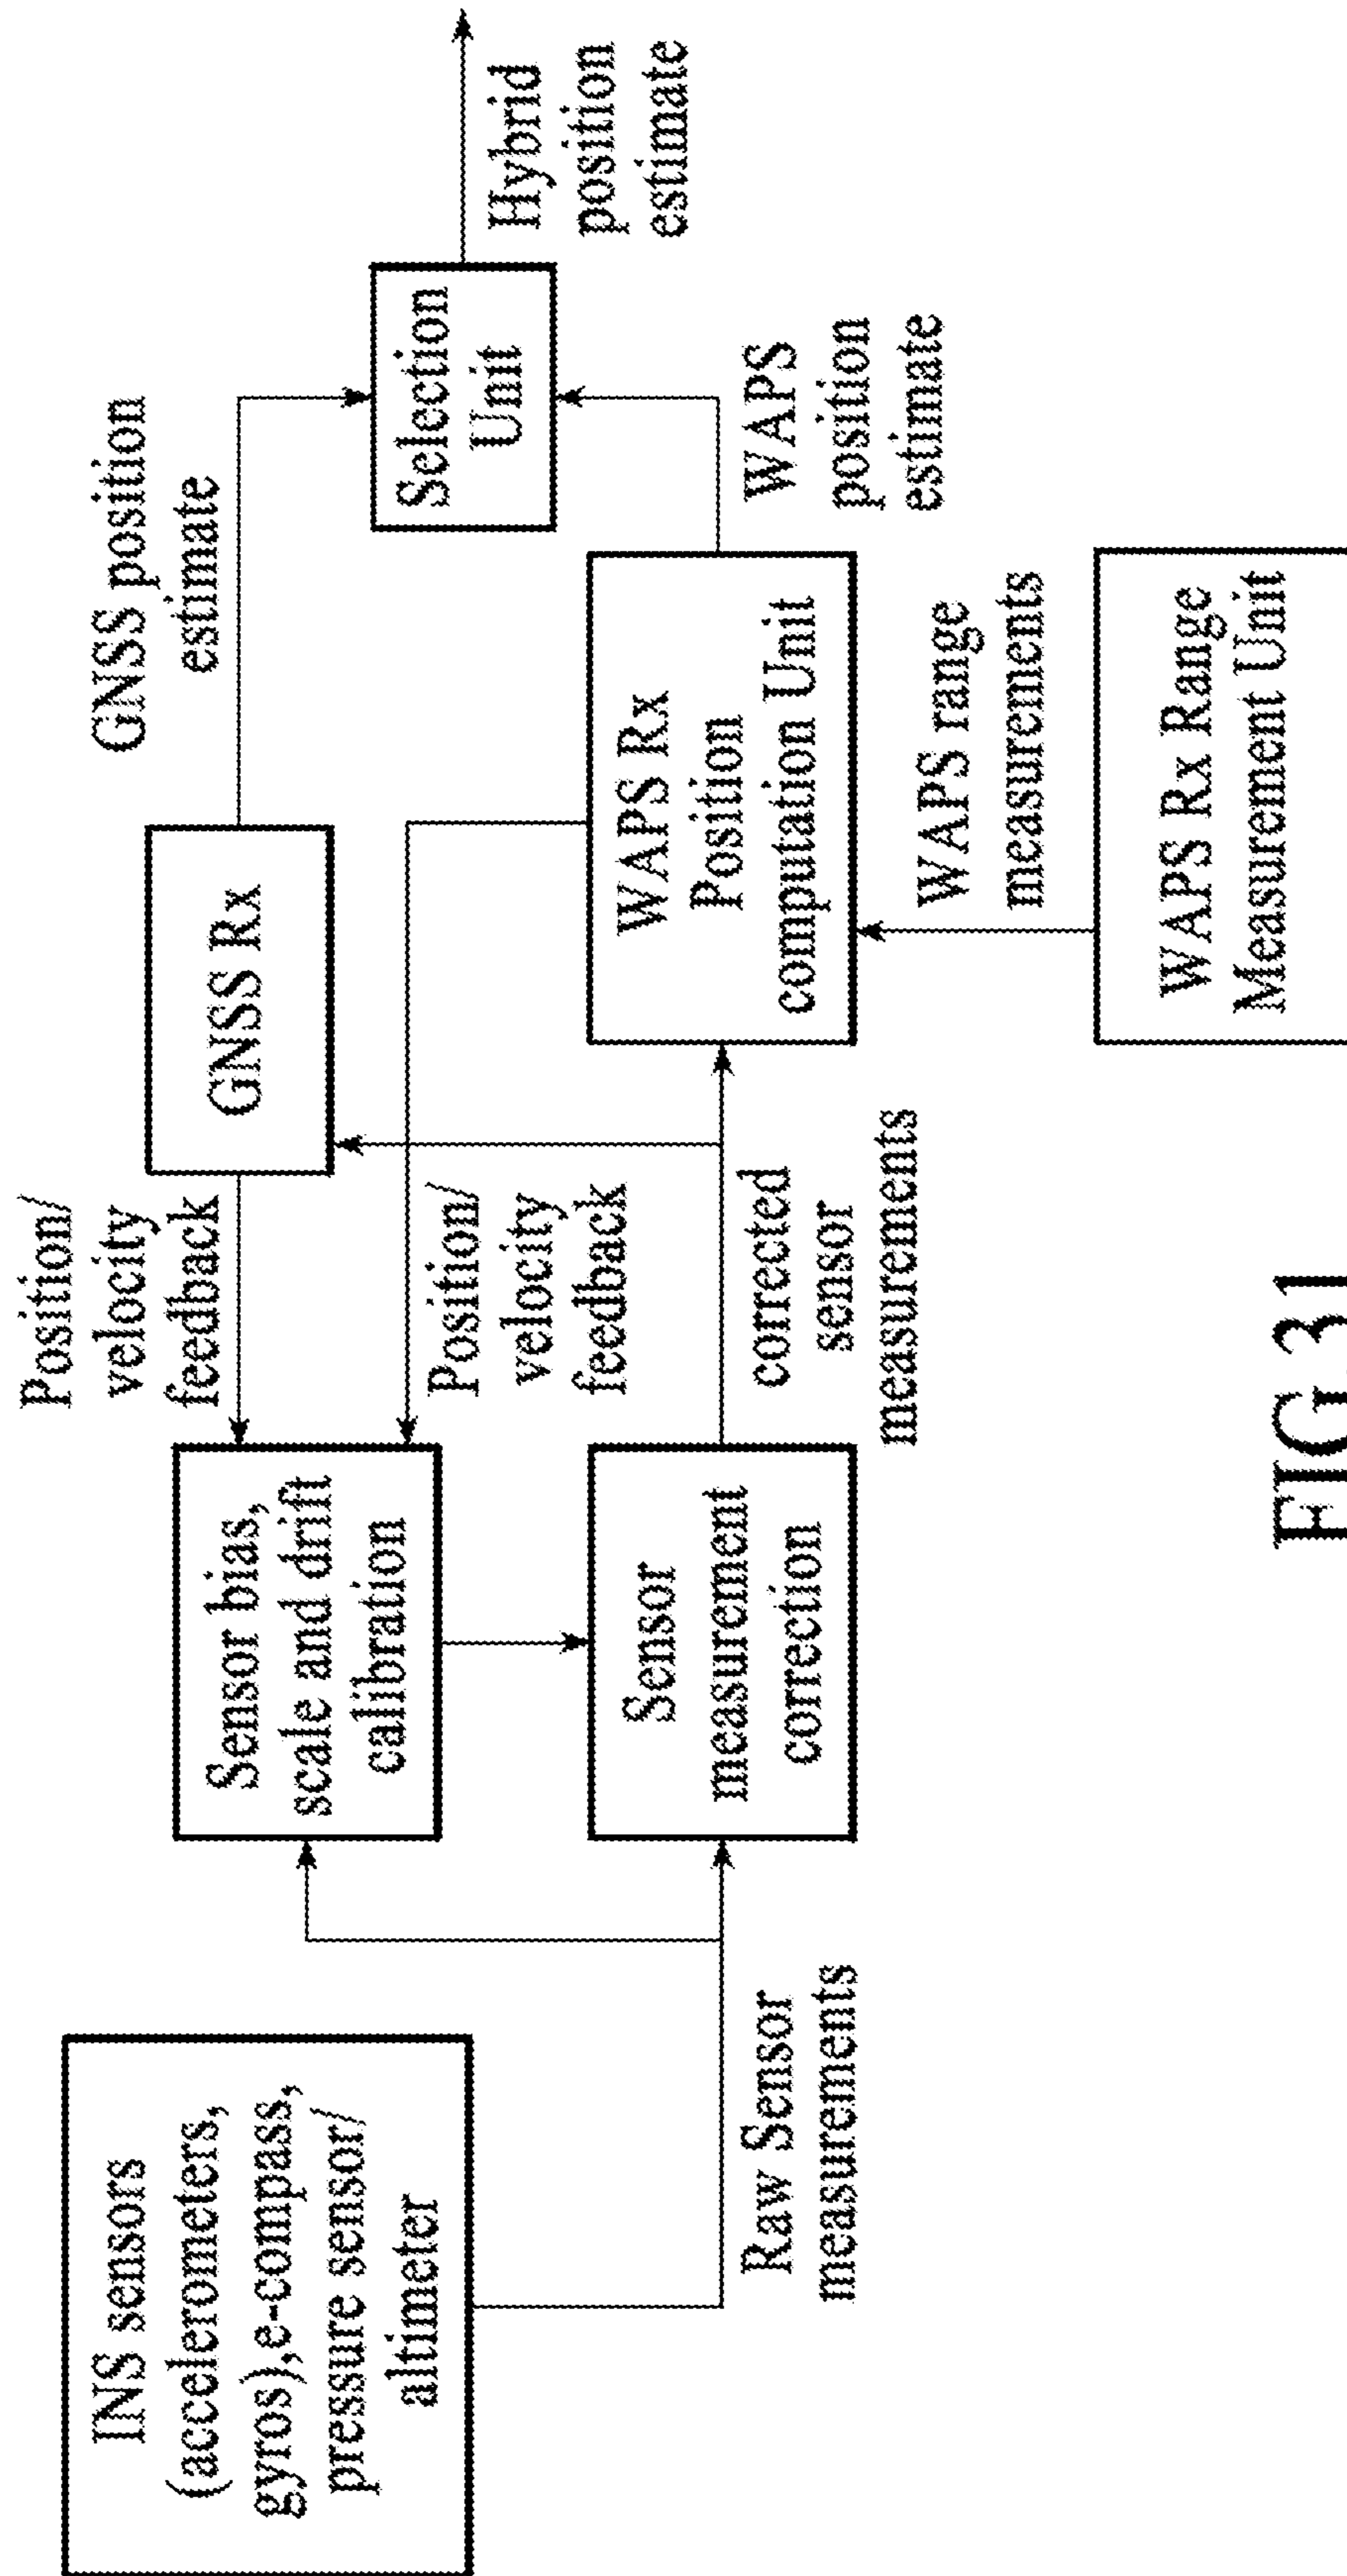 INS sensors
(accelerometers,
gyros),e-compass,
pressure sensor/
altimeter
Raw Sensor
measurements
Sensor bias,
scale and drift
calibration
Sensor
measurement
correction
Position/
velocity
feedback
Position/
velocity
feedback
corrected
sensor
measurements
GNSS Rx
WAPS Rx
Position
computation Unit
WAPS range
measurements
WAPS Rx Range
Measurement Unit
GNSS position
estimate
Selection
Unit
WAPS
position
estimate
Hybrid
position
estimate
FIG.31